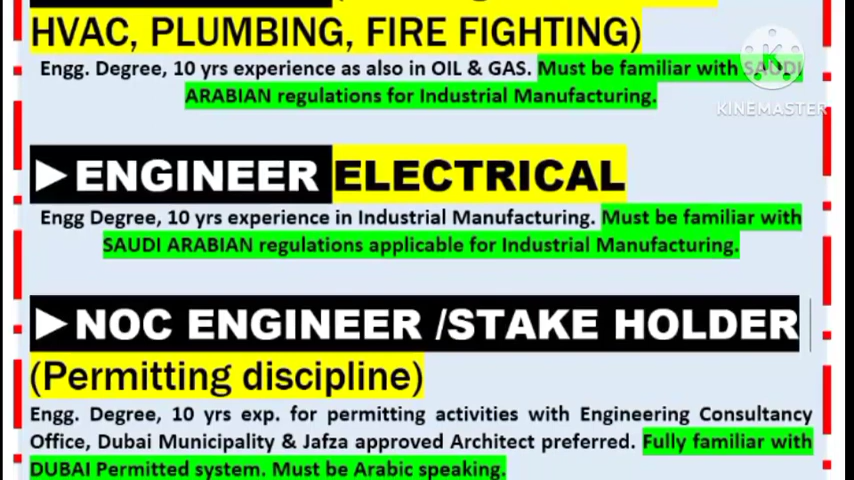 HVAC, PLUMBING, FIRE FIGHTING)
Engg. Degree, 10 yrs experience as also in OIL & GAS. Must be familiar with SAUDI
ARABIAN regulations for Industrial Manufacturing.
KINEMASTER
►ENGINEER ELECTRICAL
Engg Degree, 10 yrs experience in Industrial Manufacturing. Must be familiar with
SAUDI ARABIAN regulations applicable for Industrial Manufacturing.
►NOC ENGINEER /STAKE HOLDER
(Permitting discipline)
Engg. Degree, 10 yrs exp. for permitting activities with Engineering Consultancy
Office, Dubai Municipality & Jafza approved Architect preferred. Fully familiar with
DUBAI Permitted system. Must be Arabic speaking.